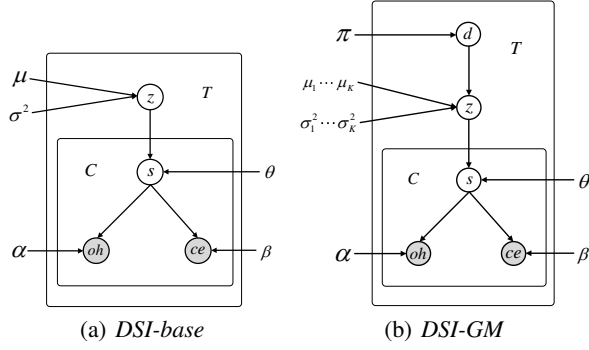 μ
σ²
z
T
C
s
θ
α
oh
ce
β
(a) DSI-base
π
d
T
μ₁ ⋯ μ_K
z
σ₁² ⋯ σ_K²
C
s
θ
α
oh
ce
β
(b) DSI-GM